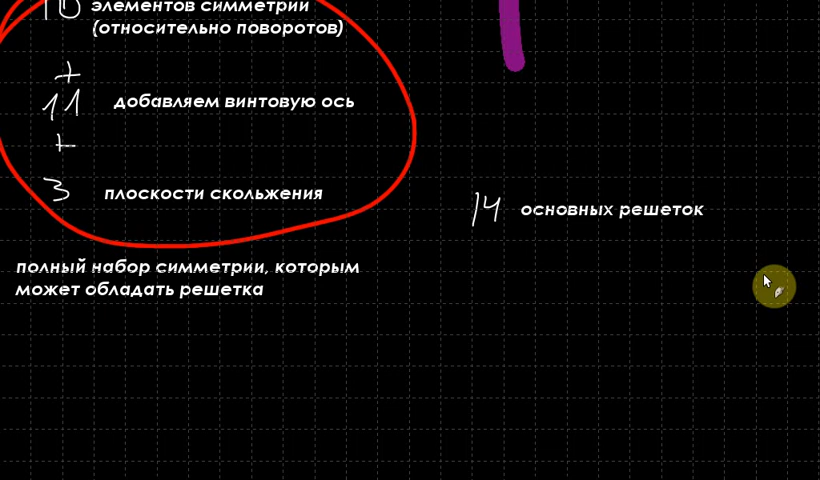 10 элементов симметрии
(относительно поворотов)
+
11 добавляем винтовую ось
+
3 плоскости скольжения
14 основных решеток
полный набор симметрии, которым
может обладать решетка